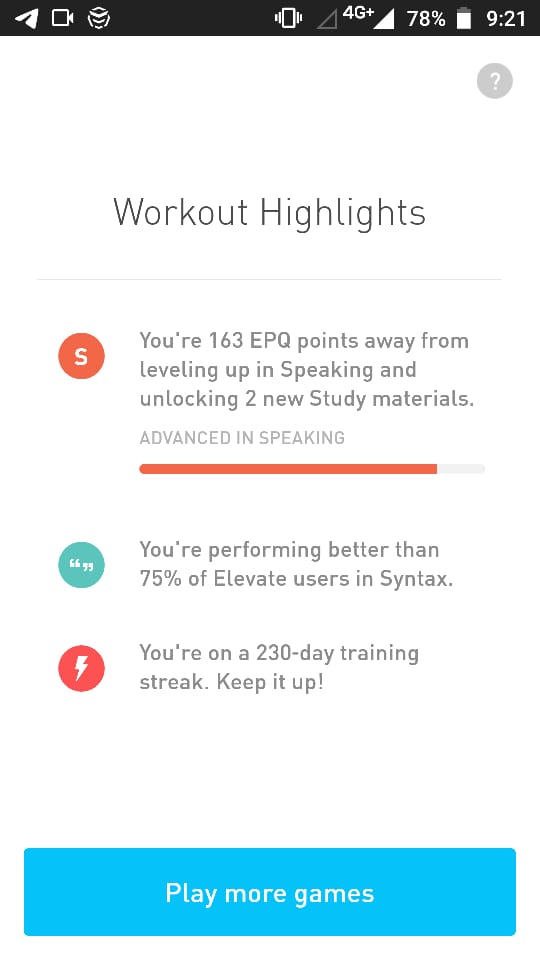 4G+ 78% 9:21
?
Workout Highlights
S
You're 163 EPQ points away from
leveling up in Speaking and
unlocking 2 new Study materials.
ADVANCED IN SPEAKING
“”
You're performing better than
75% of Elevate users in Syntax.
You're on a 230-day training
streak. Keep it up!
Play more games